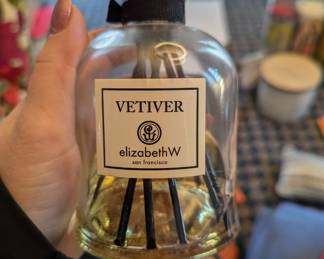 VETIVER
elizabethW
san francisco